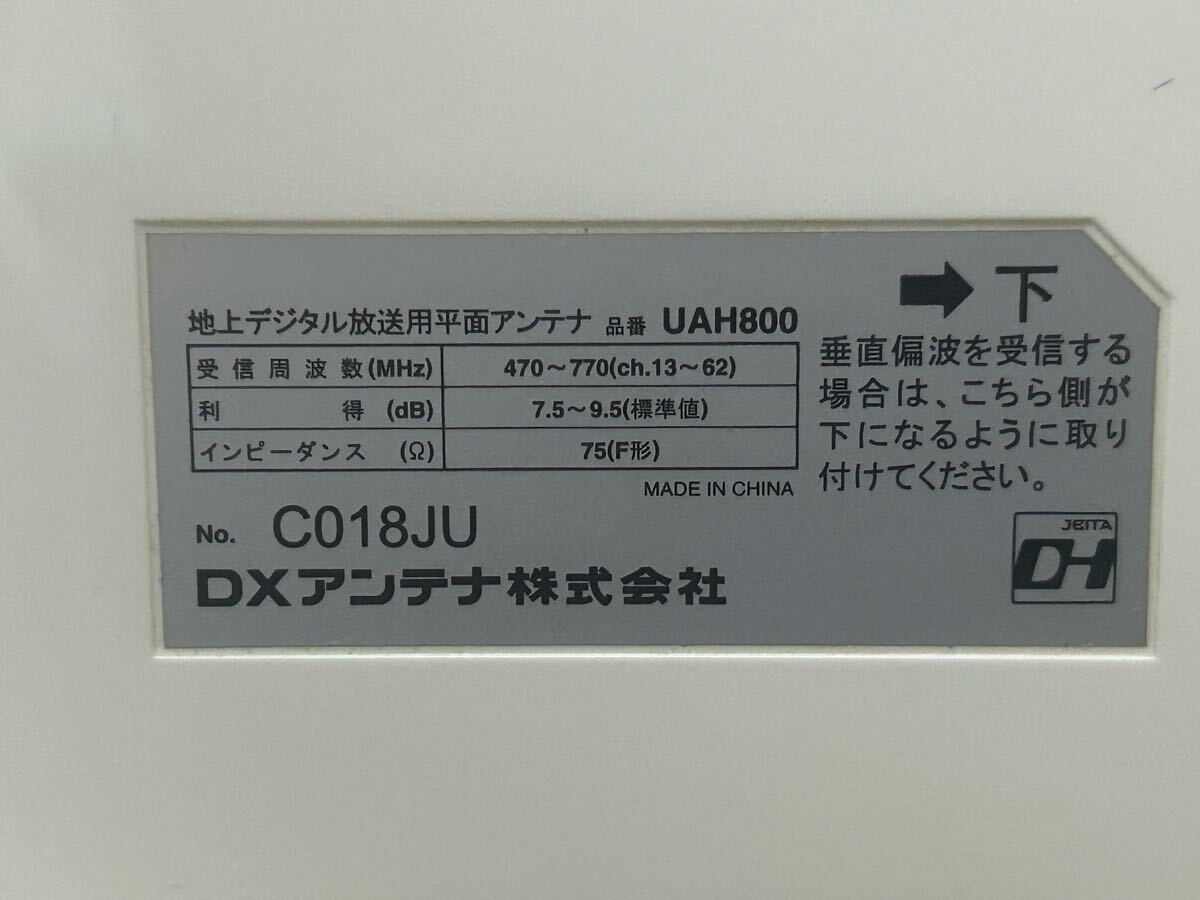 地上デジタル放送用平面アンテナ 品番 UAH800
受信周波数(MHz) 470～770(ch.13～62)
利得 (dB) 7.5～9.5(標準値)
インピーダンス (Ω) 75(F形)
MADE IN CHINA
No. C018JU
DXアンテナ株式会社
➡下
垂直偏波を受信する
場合は、こちら側が
下になるように取り
付けてください。
JEITA
DH